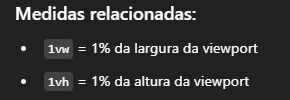 Medidas relacionadas:
• 1vw = 1% da largura da viewport
• 1vh = 1% da altura da viewport